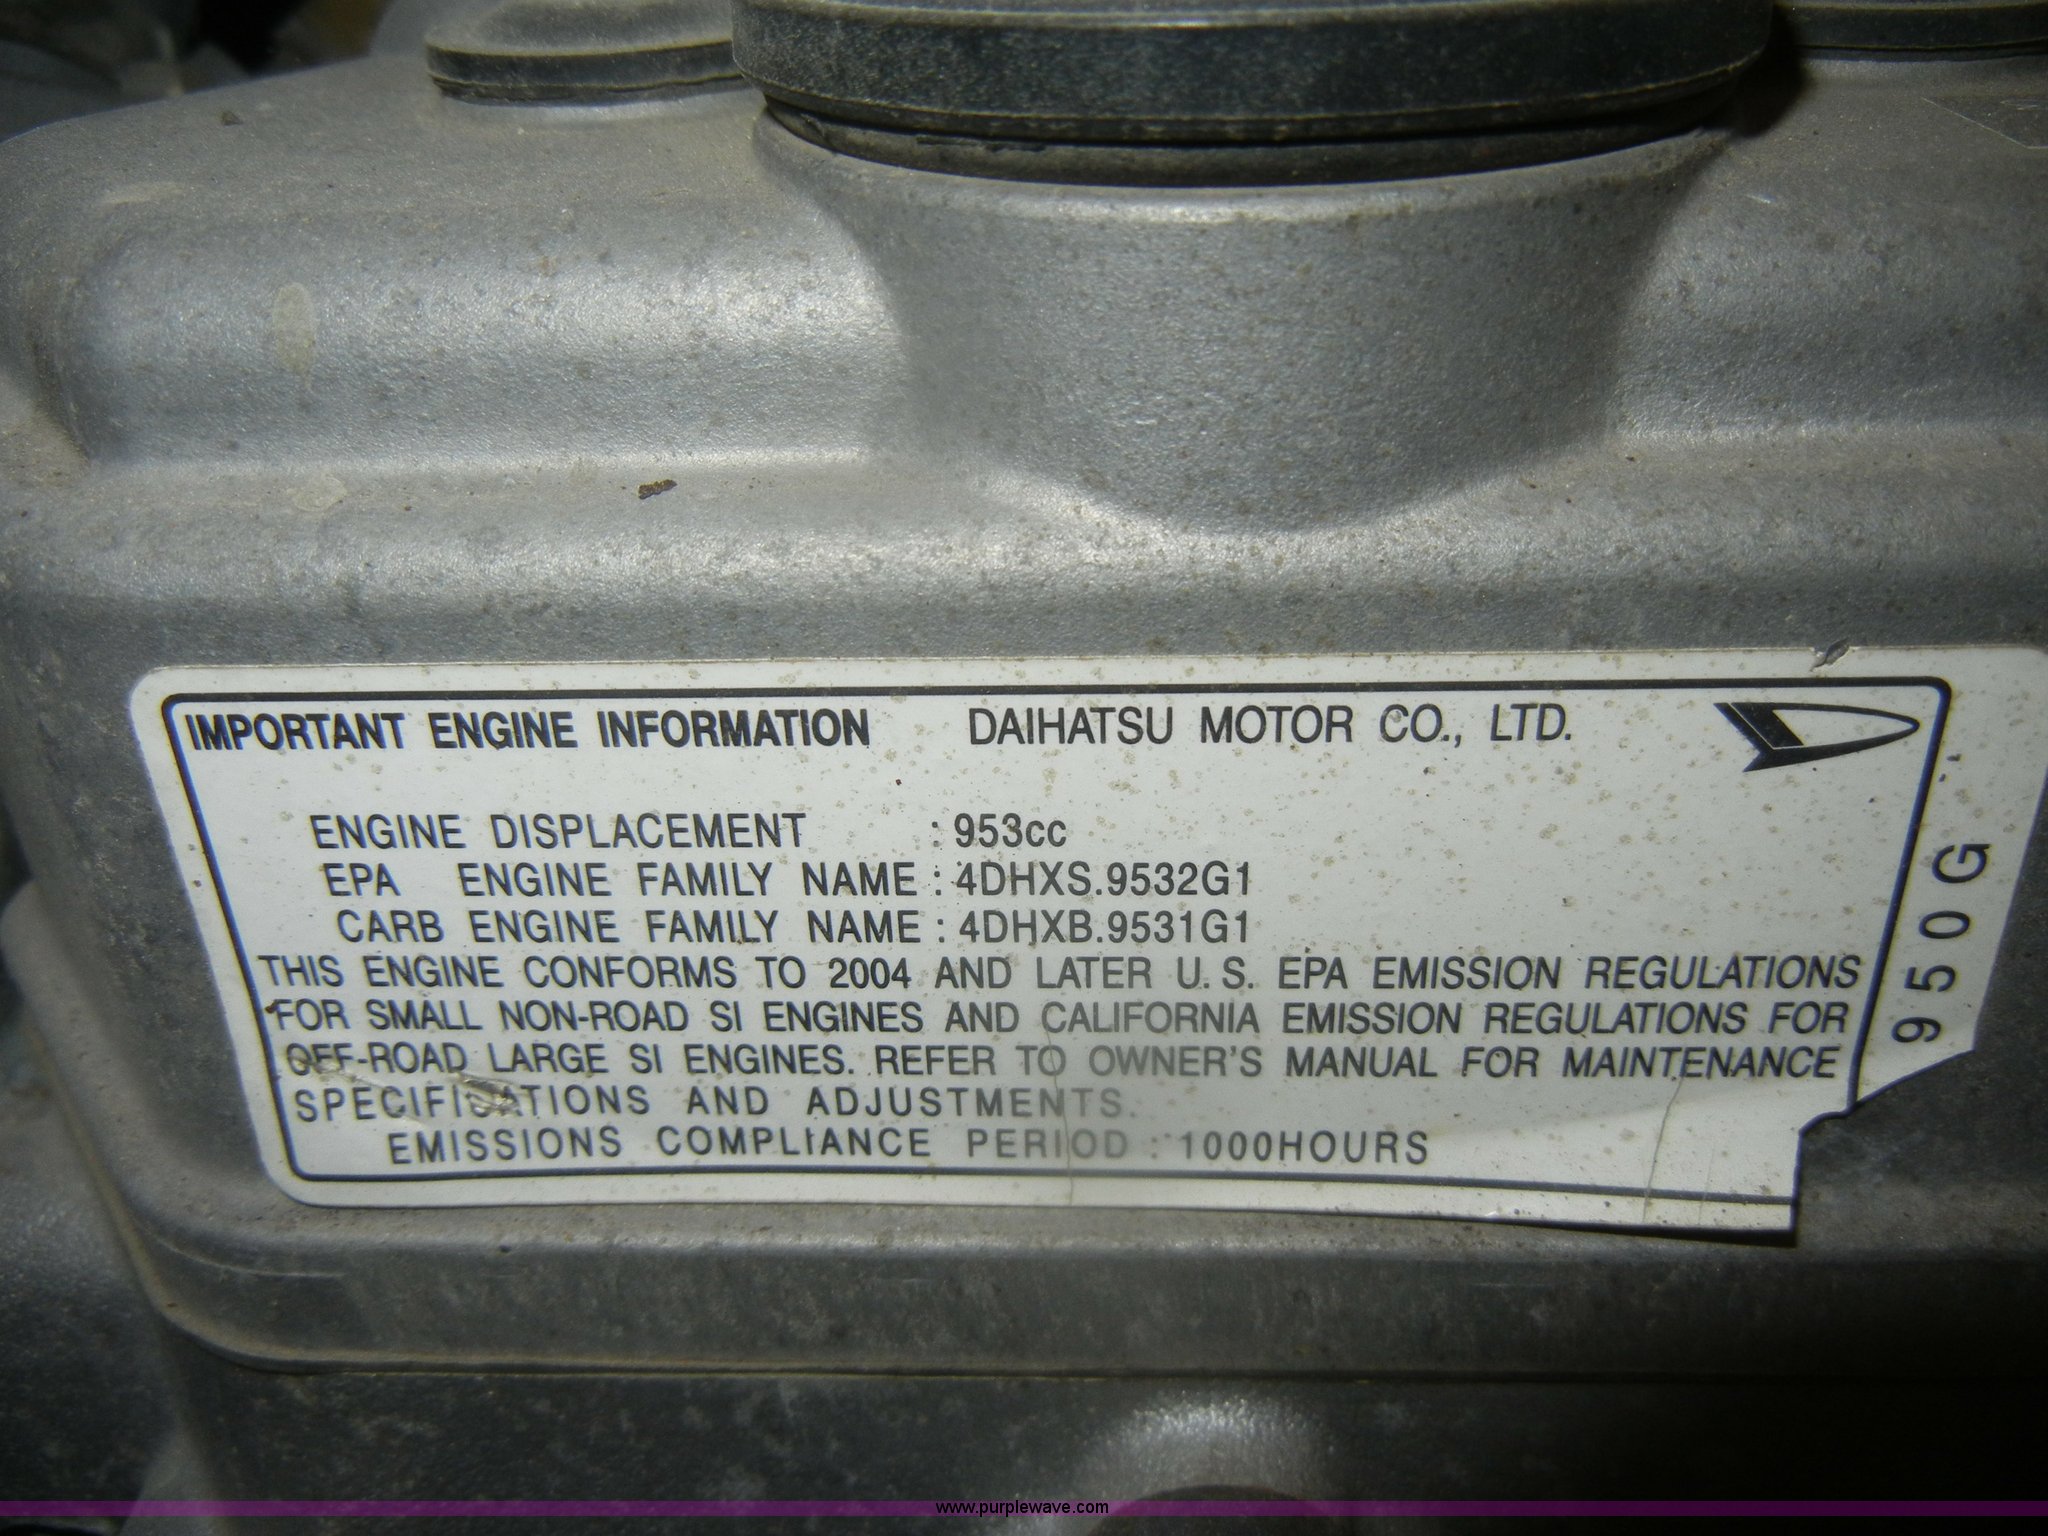 IMPORTANT ENGINE INFORMATION DAIHATSU MOTOR CO., LTD.
ENGINE DISPLACEMENT : 953cc
EPA ENGINE FAMILY NAME : 4DHXS.9532G1
CARB ENGINE FAMILY NAME : 4DHXB.9531G1
THIS ENGINE CONFORMS TO 2004 AND LATER U.S. EPA EMISSION REGULATIONS
FOR SMALL NON-ROAD SI ENGINES AND CALIFORNIA EMISSION REGULATIONS FOR
OFF-ROAD LARGE SI ENGINES. REFER TO OWNER'S MANUAL FOR MAINTENANCE
SPECIFICATIONS AND ADJUSTMENTS.
EMISSIONS COMPLIANCE PERIOD : 1000HOURS
950G
www.purplewave.com